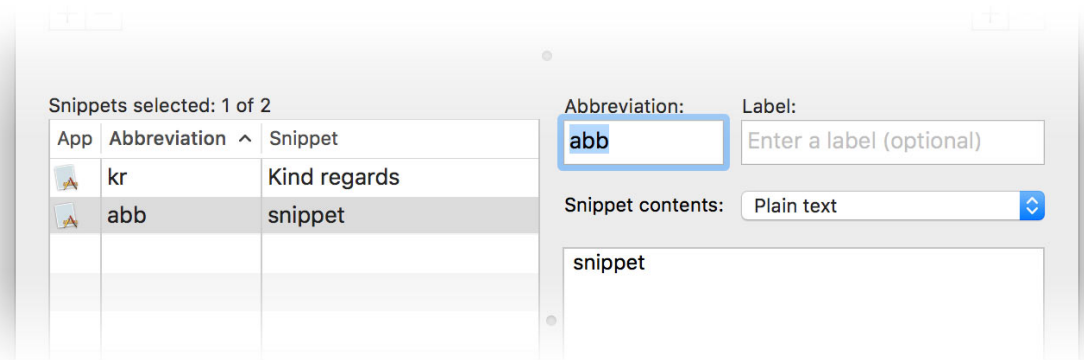 Snippets selected: 1 of 2
App Abbreviation Snippet
kr Kind regards
abb snippet
Abbreviation: Label:
abb Enter a label (optional)
Snippet contents: Plain text
snippet